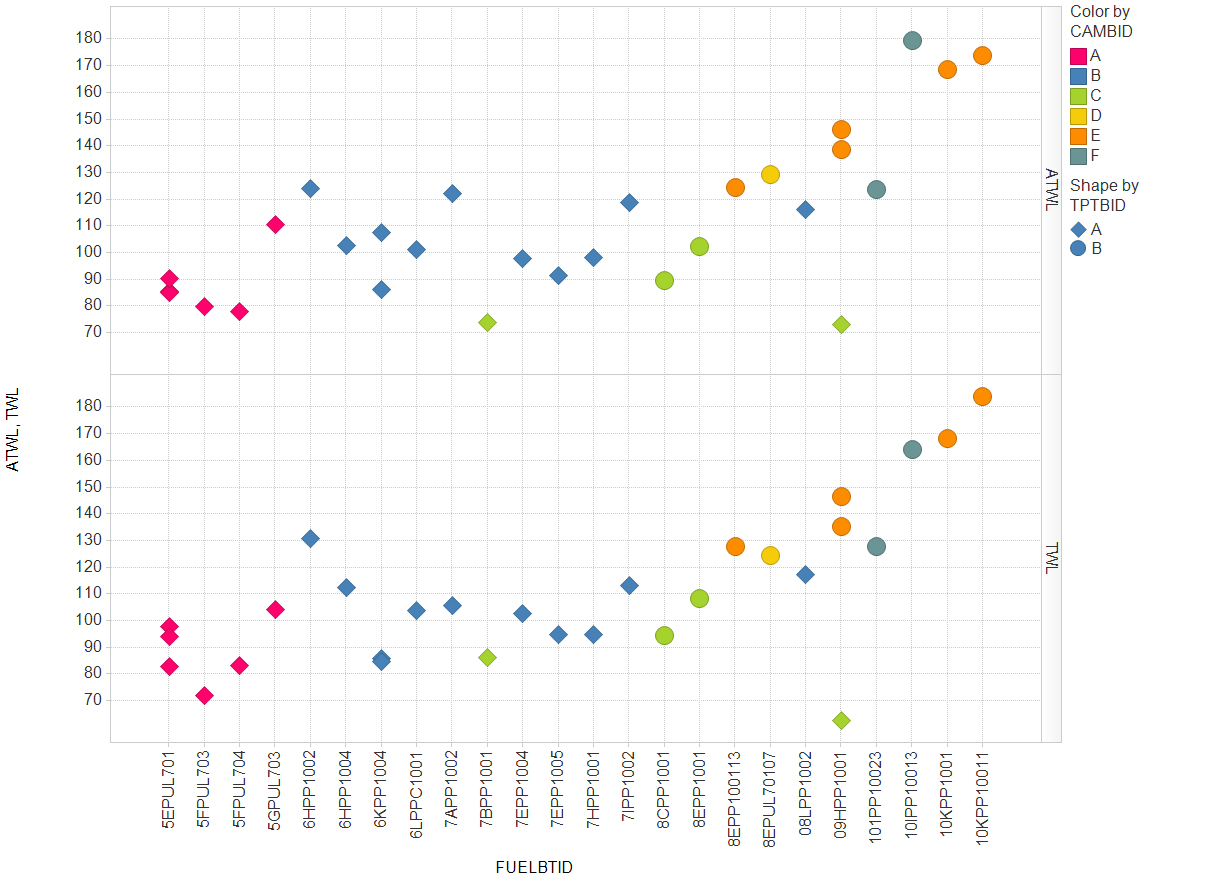 180
170
160
150
140
130
120
110
100
90
80
70
ATWL
180
170
160
150
140
130
120
110
100
90
80
70
TWL
ATWL, TWL
5EPUL701
5FPUL703
5FPUL704
5GPUL703
6HPP1002
6HPP1004
6KPP1004
6LPPC1001
7APP1002
7BPP1001
7EPP1004
7EPP1005
7HPP1001
7IPP1002
8CPP1001
8EPP1001
8EPP100113
8EPUL70107
08LPP1002
09HPP1001
101PP10023
10IPP10013
10KPP1001
10KPP10011
FUELBTID
Color by
CAMBID
A
B
C
D
E
F
Shape by
TPTBID
A
B